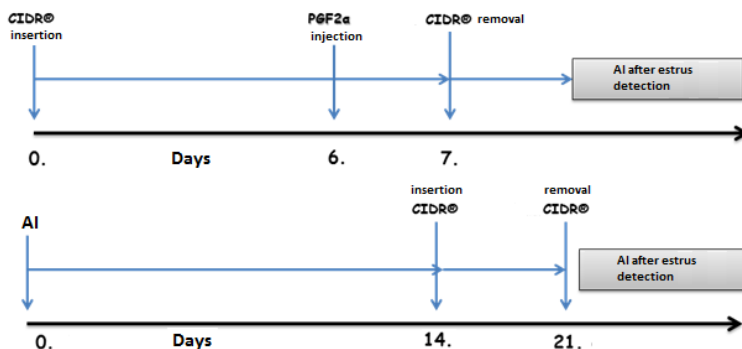 CIDR®
insertion
PGF2α
injection
CIDR® removal
AI after estrus
detection
0.
Days
6.
7.
insertion
CIDR®
removal
CIDR®
AI
AI after estrus
detection
0.
Days
14.
21.